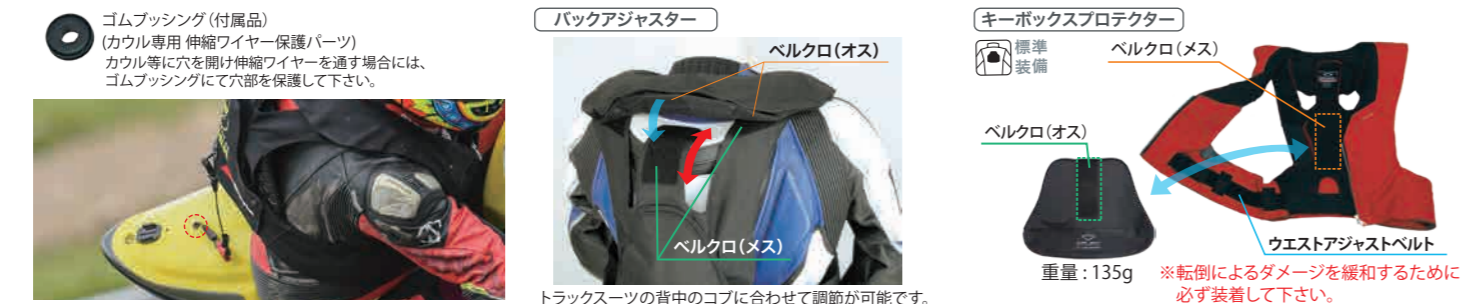 ゴムブッシング(付属品)
(カウル専用 伸縮ワイヤー保護パーツ)
カウル等に穴を開け伸縮ワイヤーを通す場合には、
ゴムブッシングにて穴部を保護して下さい。
バックアジャスター
ベルクロ(オス)
ベルクロ(メス)
トラックスーツの背中のコブに合わせて調節が可能です。
キーボックスプロテクター
標準
装備
ベルクロ(メス)
ベルクロ(オス)
ウエストアジャストベルト
重量:135g
※転倒によるダメージを緩和するために
必ず装着して下さい。